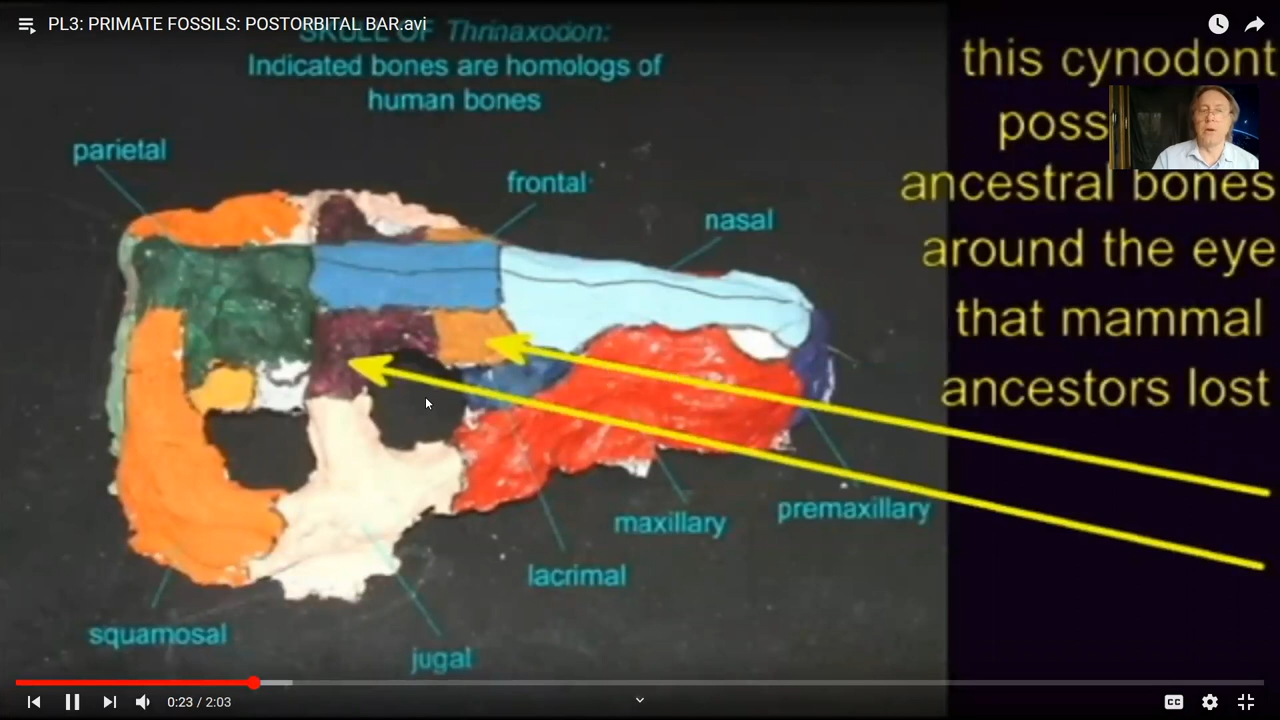 PL3: PRIMATE FOSSILS: POSTORBITAL BAR.avi
SKULL OF Thrinaxodon:
Indicated bones are homologs of
human bones
parietal
frontal
nasal
premaxillary
maxillary
lacrimal
jugal
squamosal
this cynodont
poss
ancestral bones
around the eye
that mammal
ancestors lost
0:23 / 2:03
CC